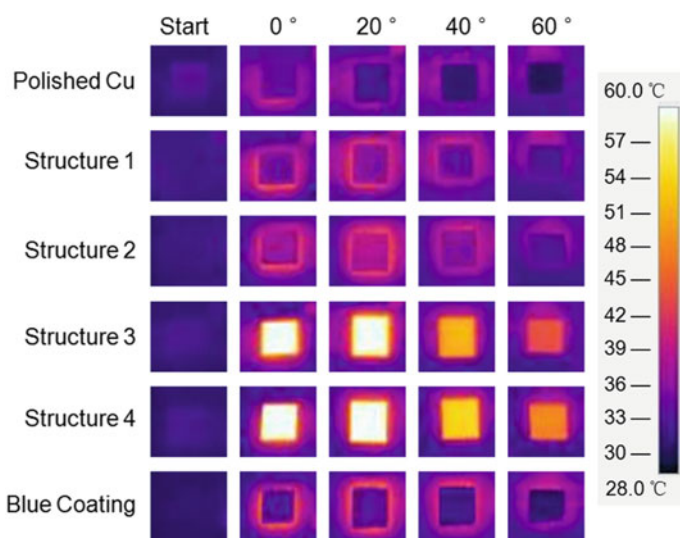 Start 0 ° 20 ° 40 ° 60 °
Polished Cu
Structure 1
Structure 2
Structure 3
Structure 4
Blue Coating
60.0 ℃
57
54
51
48
45
42
39
36
33
30
28.0 ℃